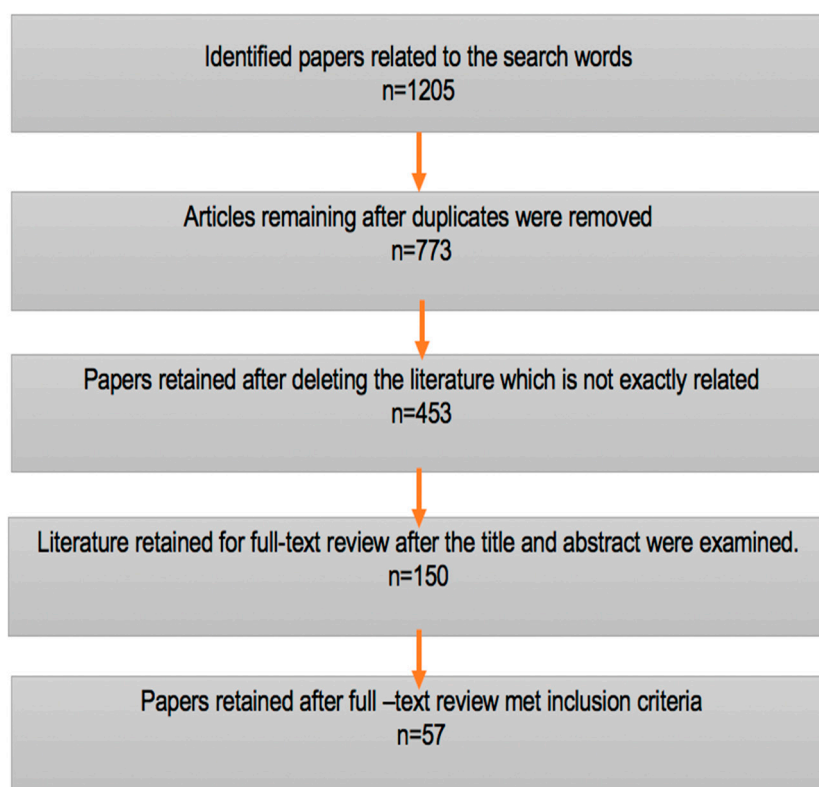 Identified papers related to the search words
n=1205
Articles remaining after duplicates were removed
n=773
Papers retained after deleting the literature which is not exactly related
n=453
Literature retained for full-text review after the title and abstract were examined.
n=150
Papers retained after full –text review met inclusion criteria
n=57